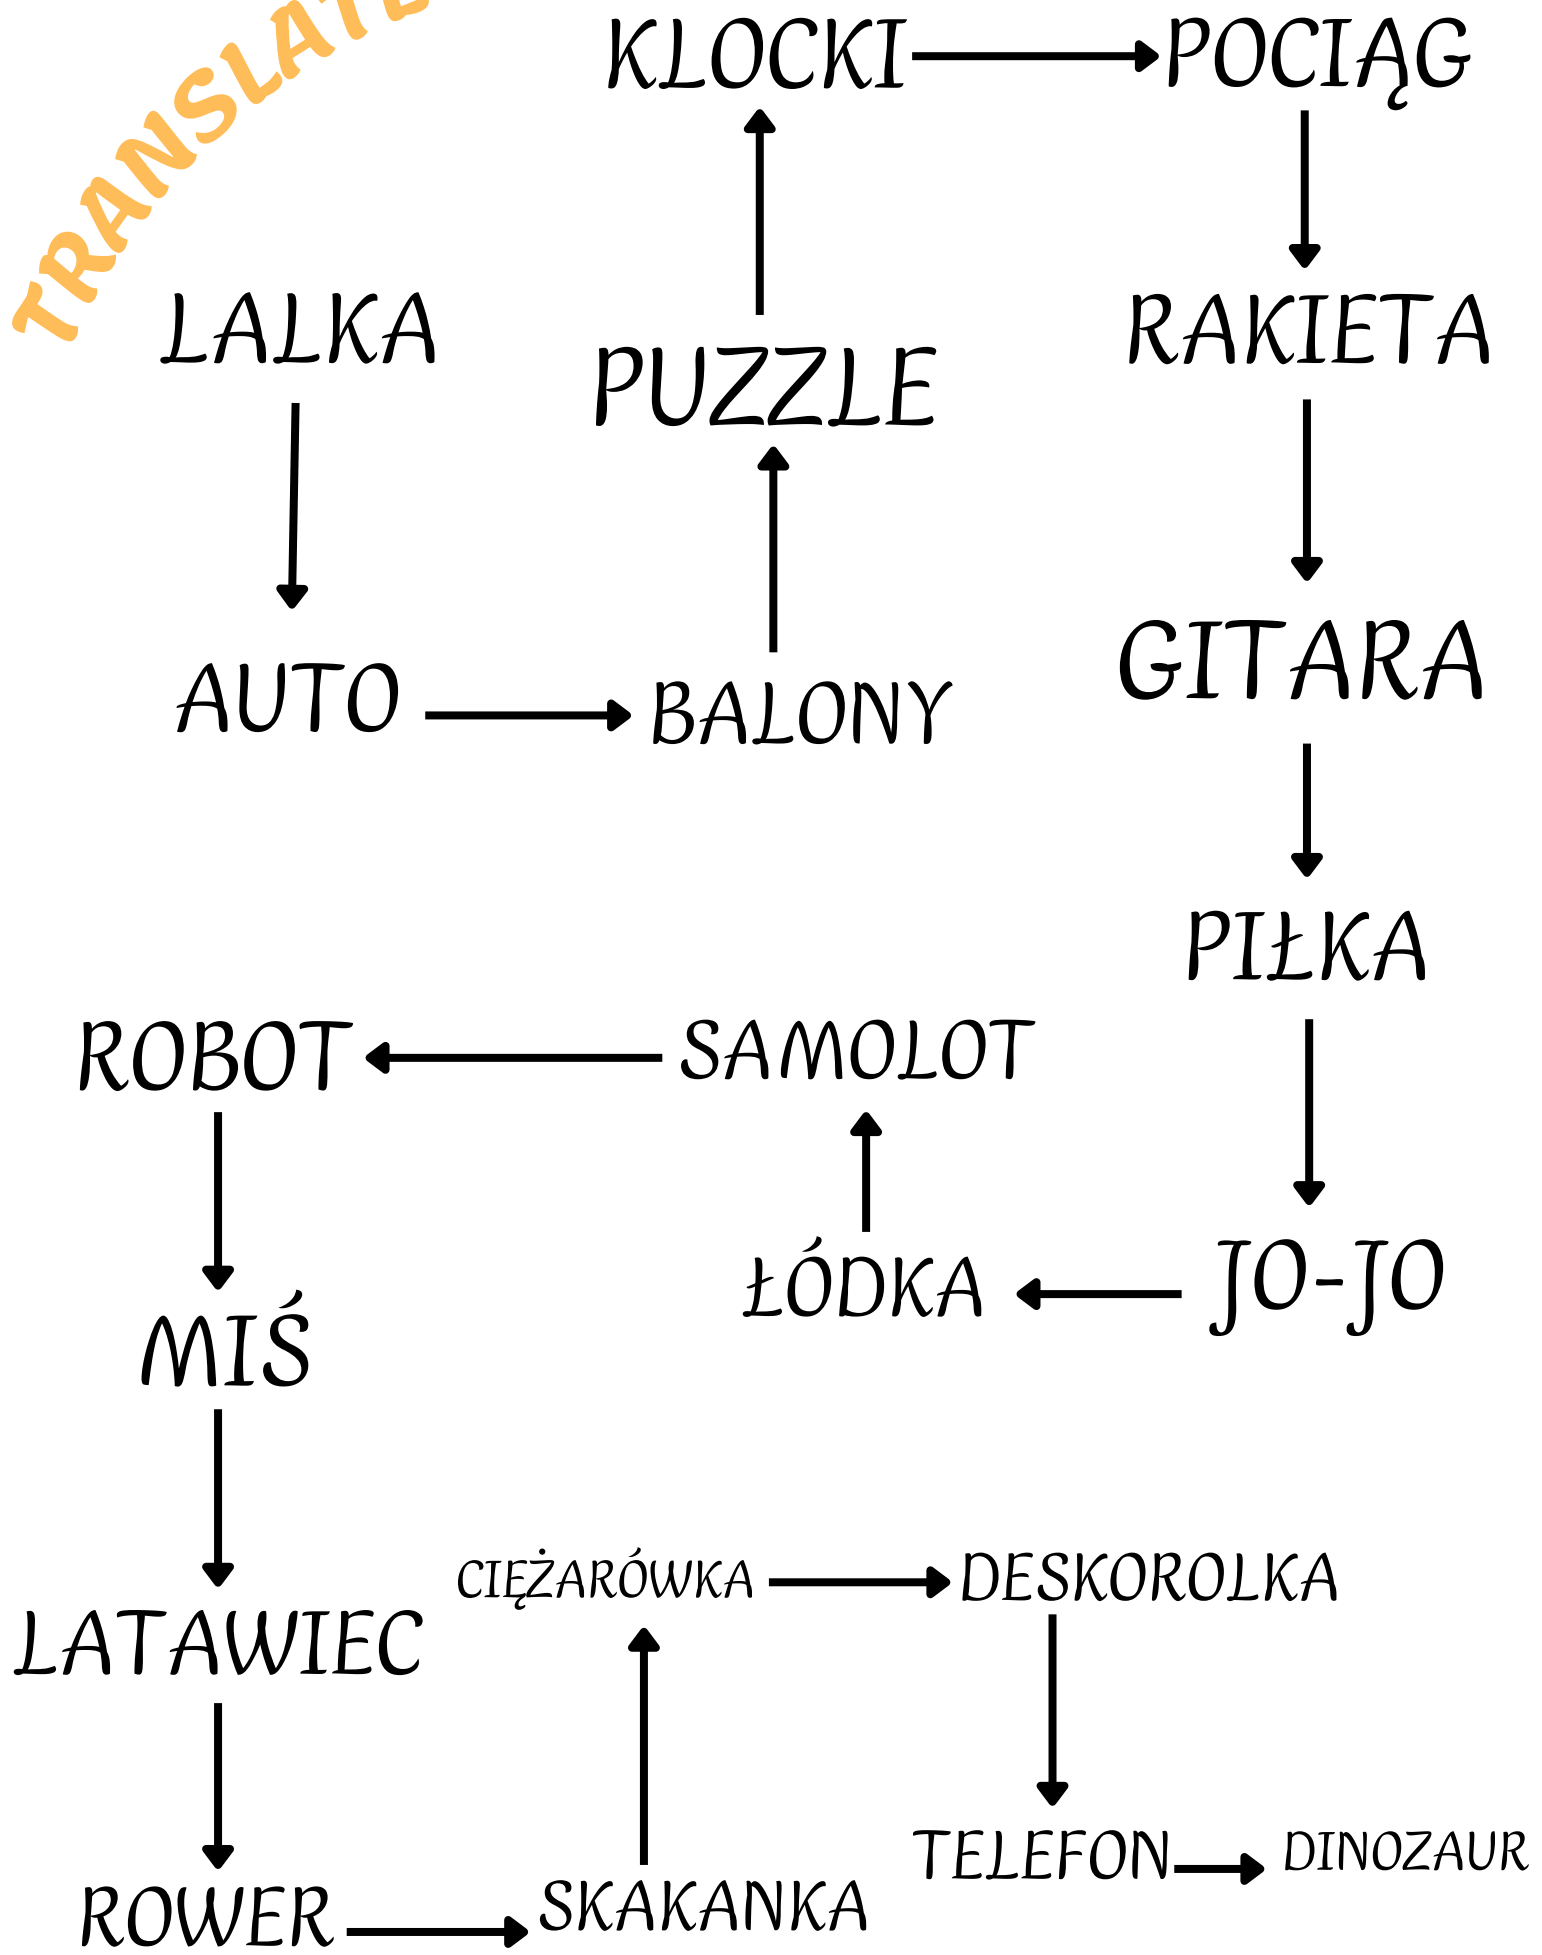 TRANSLATE
KLOCKI
POCIĄG
LALKA
RAKIETA
PUZZLE
AUTO
BALONY
GITARA
PIŁKA
ROBOT
SAMOLOT
ŁÓDKA
JO-JO
MIŚ
CIĘŻARÓWKA
DESKOROLKA
LATAWIEC
TELEFON
DINOZAUR
ROWER
SKAKANKA